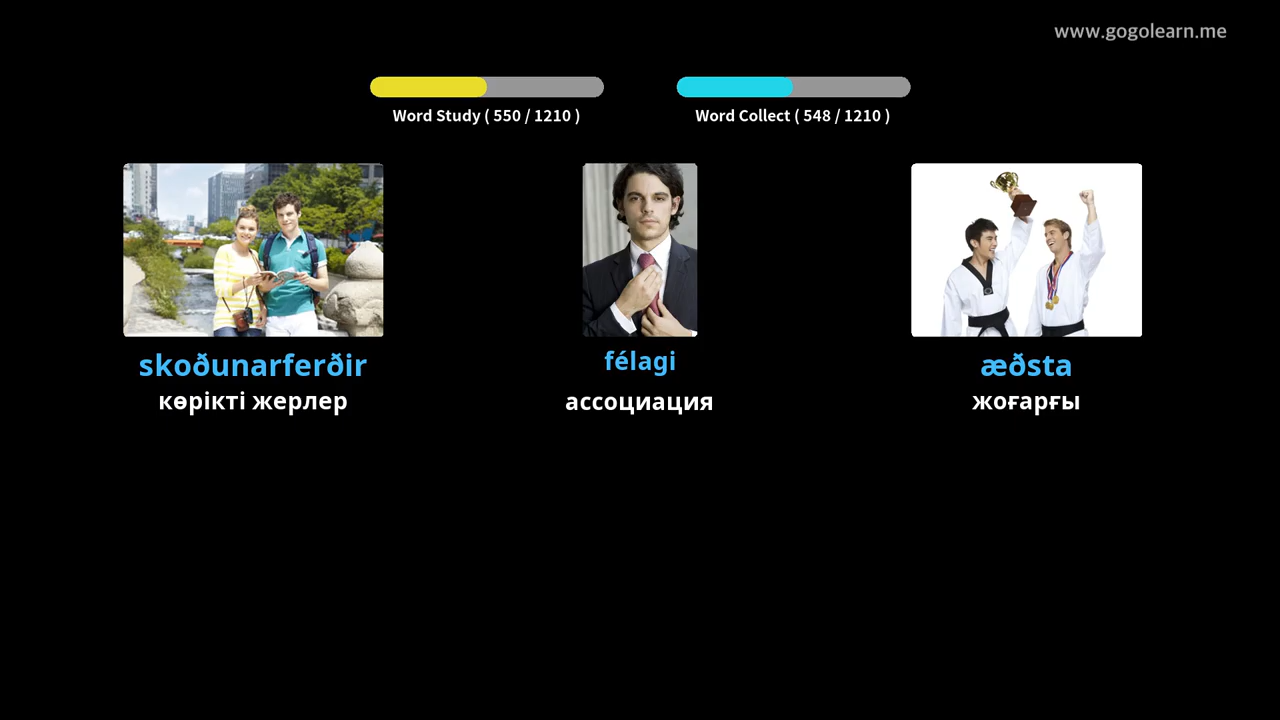 www.gogolearn.me
Word Study ( 550 / 1210 )
Word Collect ( 548 / 1210 )
skoðunarferðir
көрікті жерлер
félagi
ассоциация
æðsta
жоғарғы